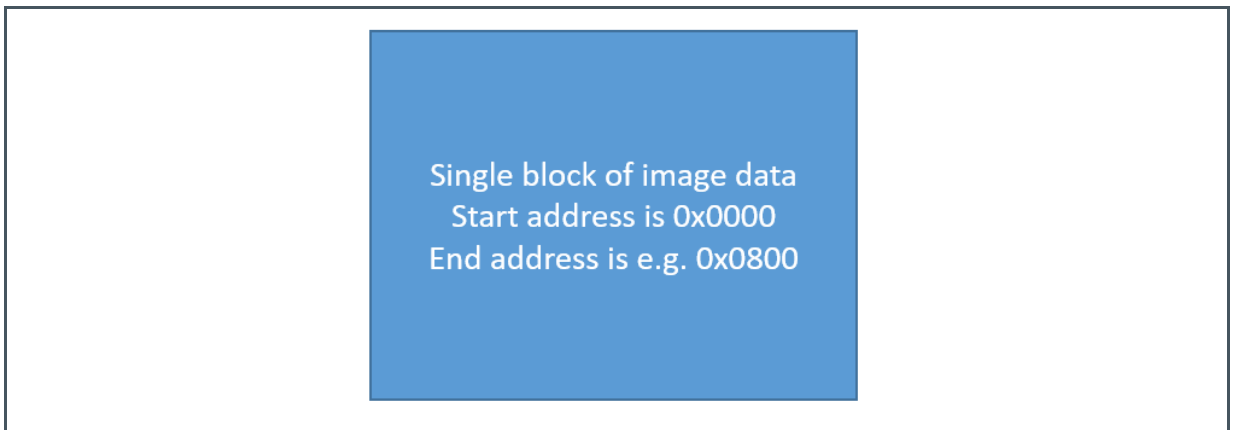 Single block of image data
Start address is 0x0000
End address is e.g. 0x0800